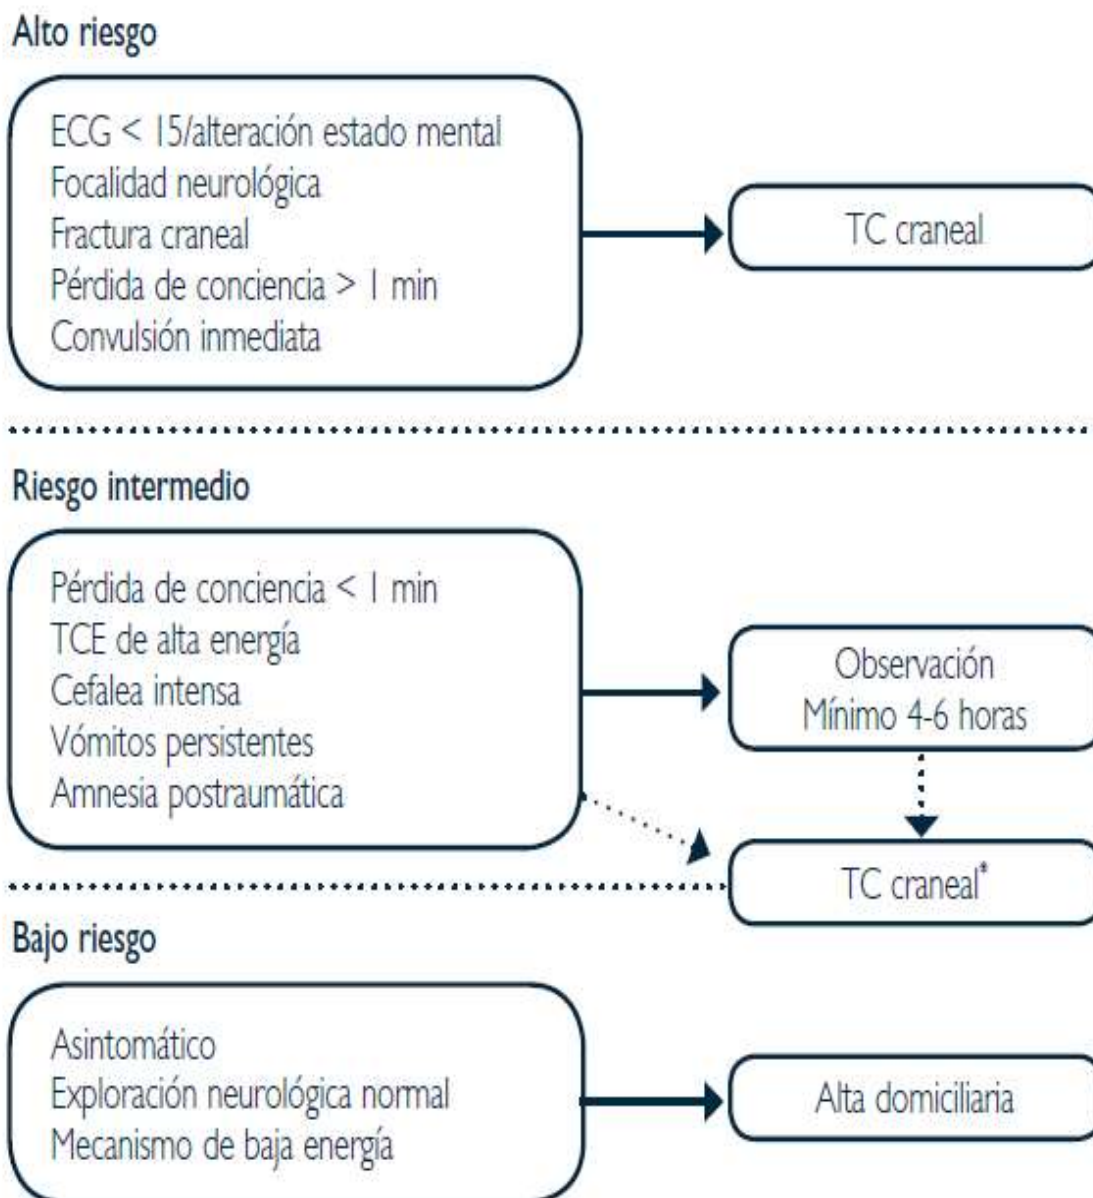 Alto riesgo
ECG < 15/alteración estado mental
Focalidad neurológica
Fractura craneal
Pérdida de conciencia > 1 min
Convulsión inmediata
TC craneal
Riesgo intermedio
Pérdida de conciencia < 1 min
TCE de alta energía
Cefalea intensa
Vómitos persistentes
Amnesia postraumática
Observación
Mínimo 4-6 horas
TC craneal*
Bajo riesgo
Asintomático
Exploración neurológica normal
Mecanismo de baja energía
Alta domiciliaria